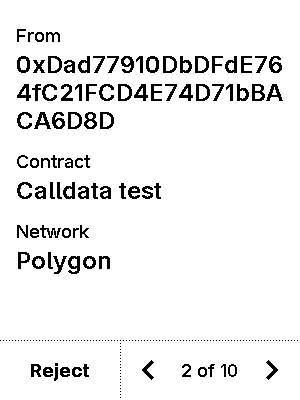 From
0xDad77910DbDFdE76
4fC21FCD4E74D71bBA
CA6D8D
Contract
Calldata test
Network
Polygon
Reject
2 of 10